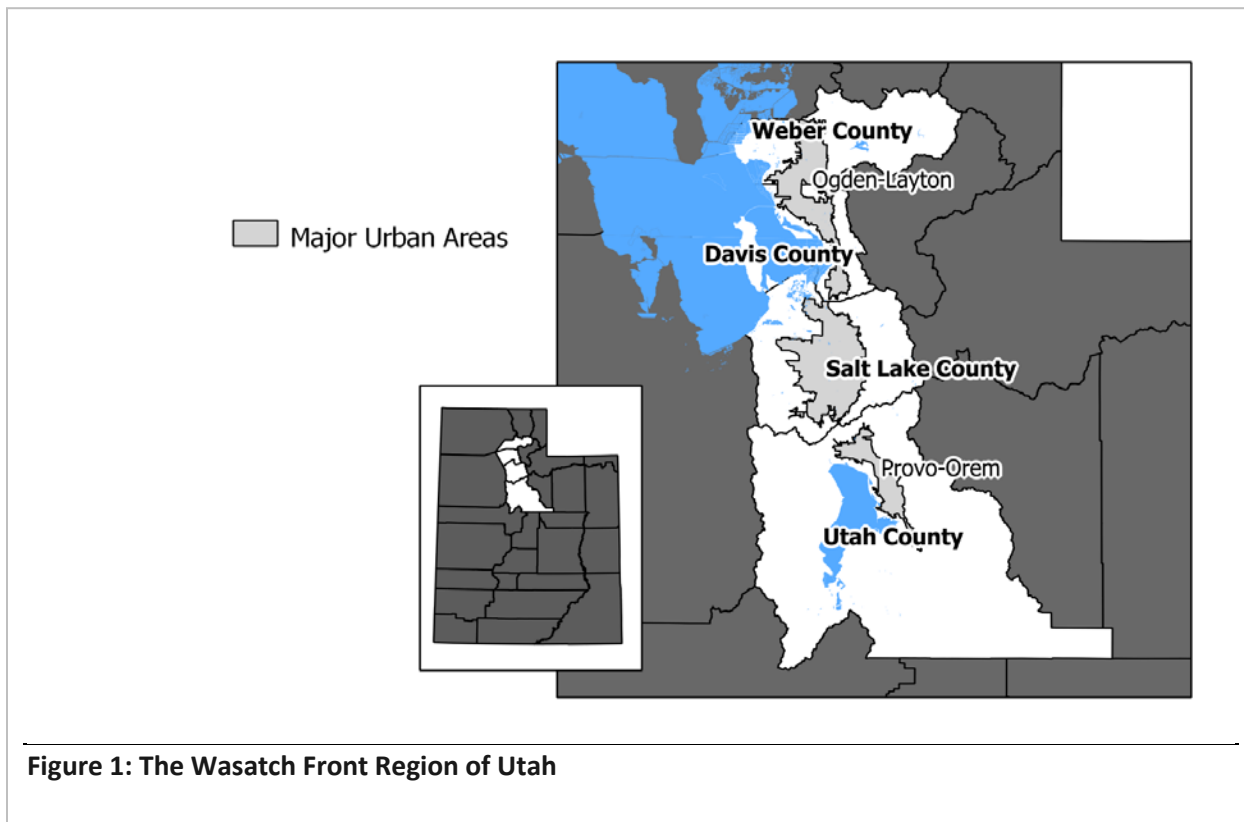 Weber County
Ogden-Layton
Major Urban Areas
Davis County
Salt Lake County
Provo-Orem
Utah County
Figure 1: The Wasatch Front Region of Utah